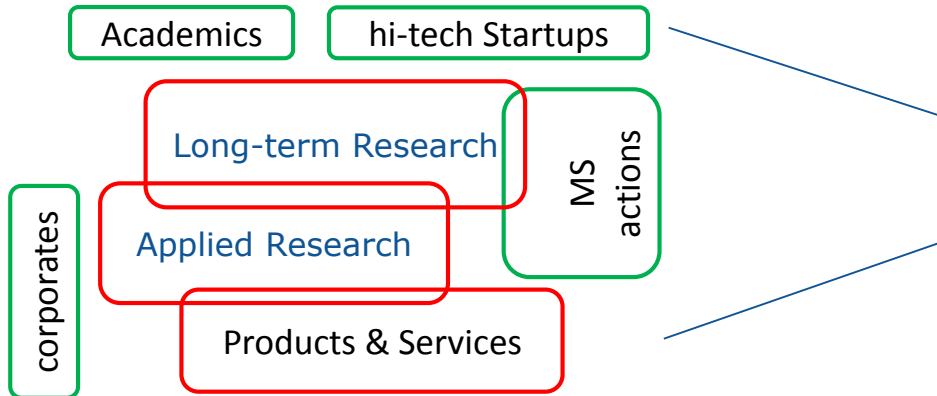 Academics
hi-tech Startups
Long-term Research
MS
actions
Applied Research
corporates
Products & Services